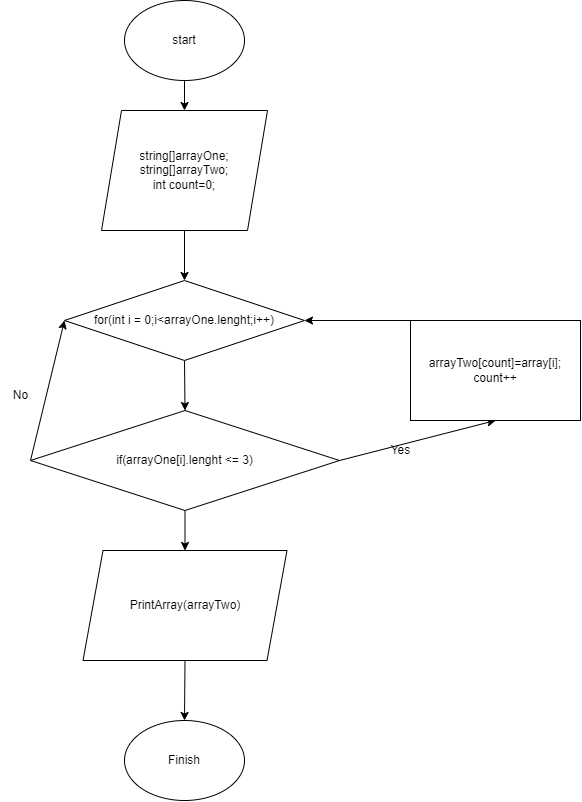 start
string[]arrayOne;
string[]arrayTwo;
int count=0;
for(int i = 0;i<arrayOne.lenght;i++)
arrayTwo[count]=array[i];
count++
No
Yes
if(arrayOne[i].lenght <= 3)
PrintArray(arrayTwo)
Finish